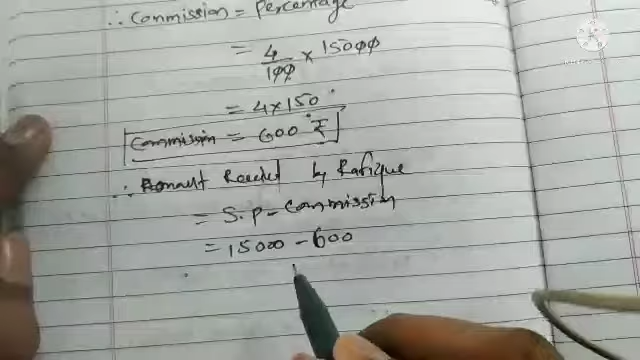 ∴ Commission = Percentage
= 4/100 × 15000
= 4×150
Commission = 600 ₹
∴ Amount Received by Rafique
= S.P - Commission
= 15000 - 600